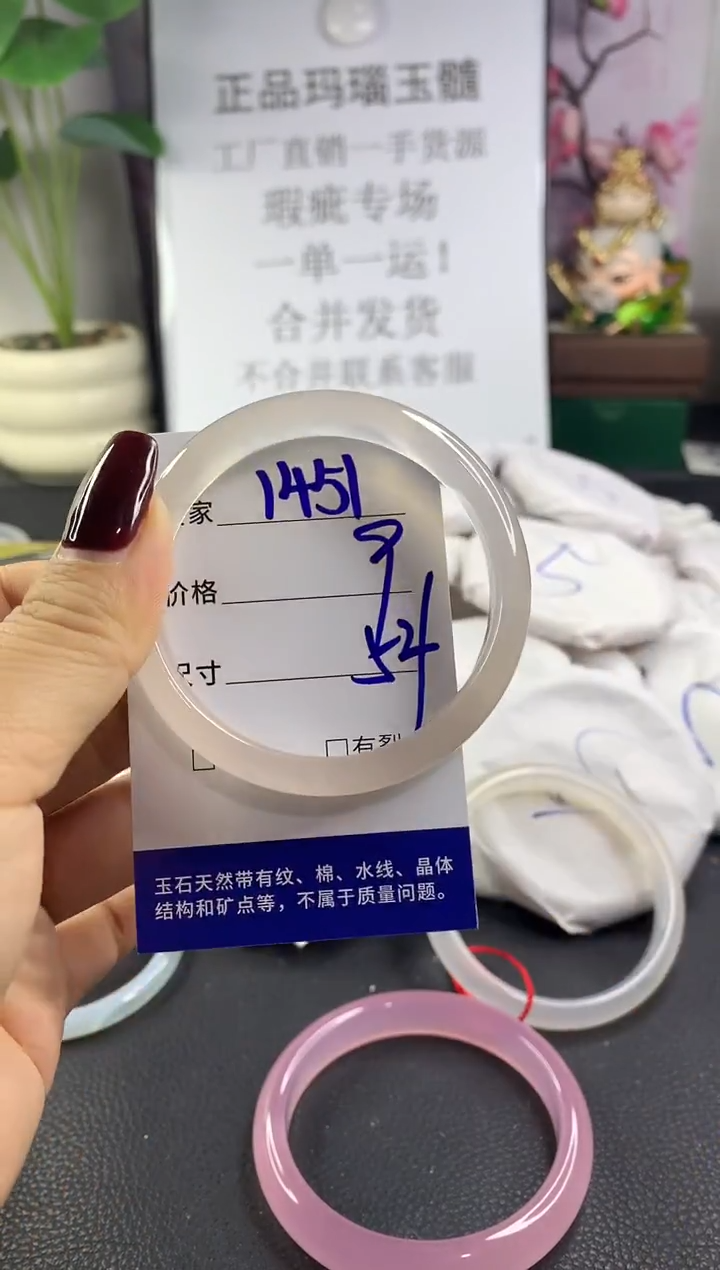 正品玛瑙玉髓
工厂直销一手货源
瑕疵专场
一单一运!
合并发货
不合并联系客服
家 1451
价格
尺寸 54
5
□有裂
玉石天然带有纹、棉、水线、晶体
结构和矿点等，不属于质量问题。